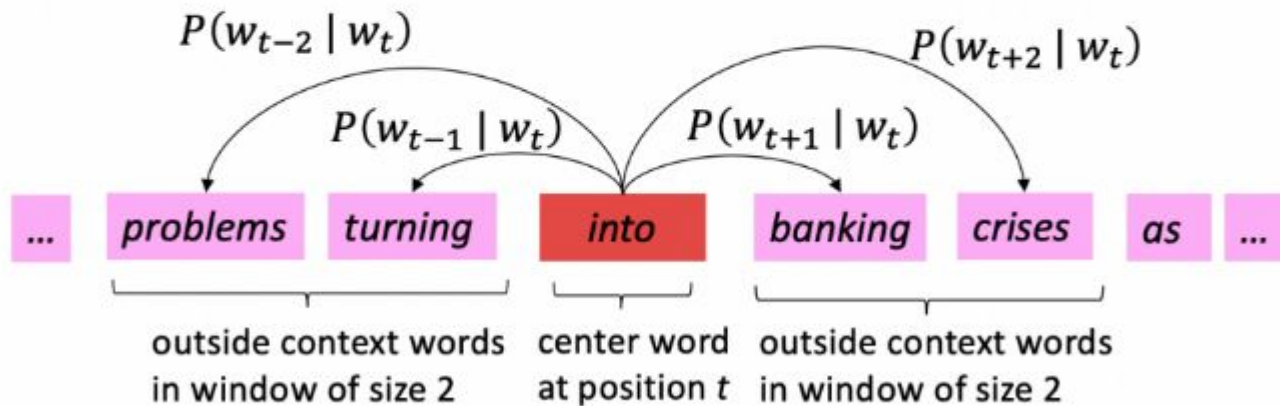 P(w_{t−2} | w_t)
P(w_{t+2} | w_t)
P(w_{t−1} | w_t)
P(w_{t+1} | w_t)
... problems turning into banking crises as ...
outside context words center word outside context words
in window of size 2 at position t in window of size 2